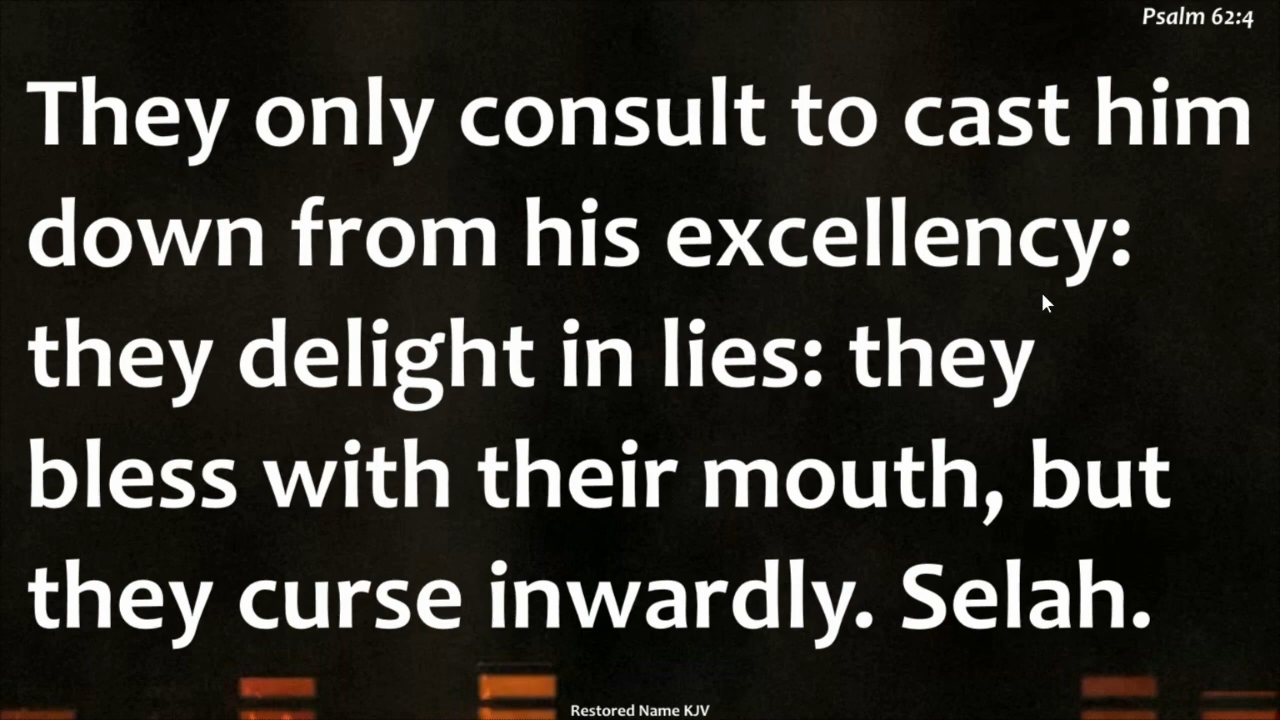 Psalm 62:4
They only consult to cast him
down from his excellency:
they delight in lies: they
bless with their mouth, but
they curse inwardly. Selah.
Restored Name KJV